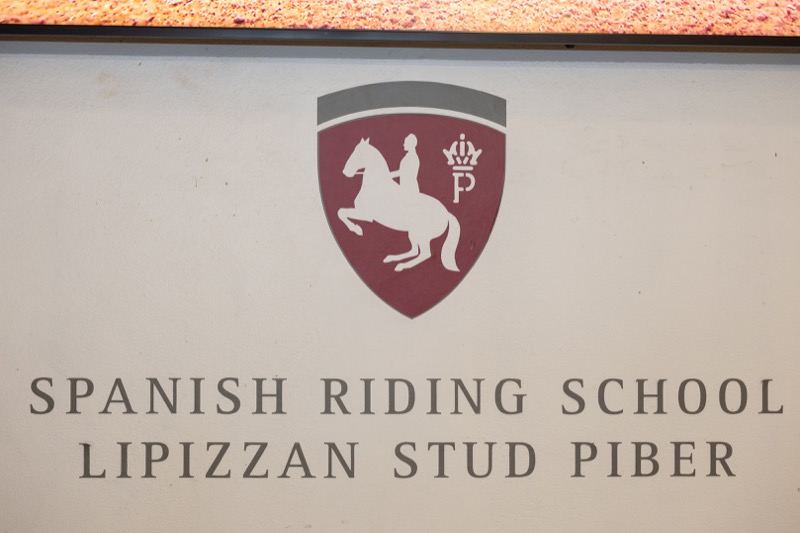 P
SPANISH RIDING SCHOOL
LIPIZZAN STUD PIBER